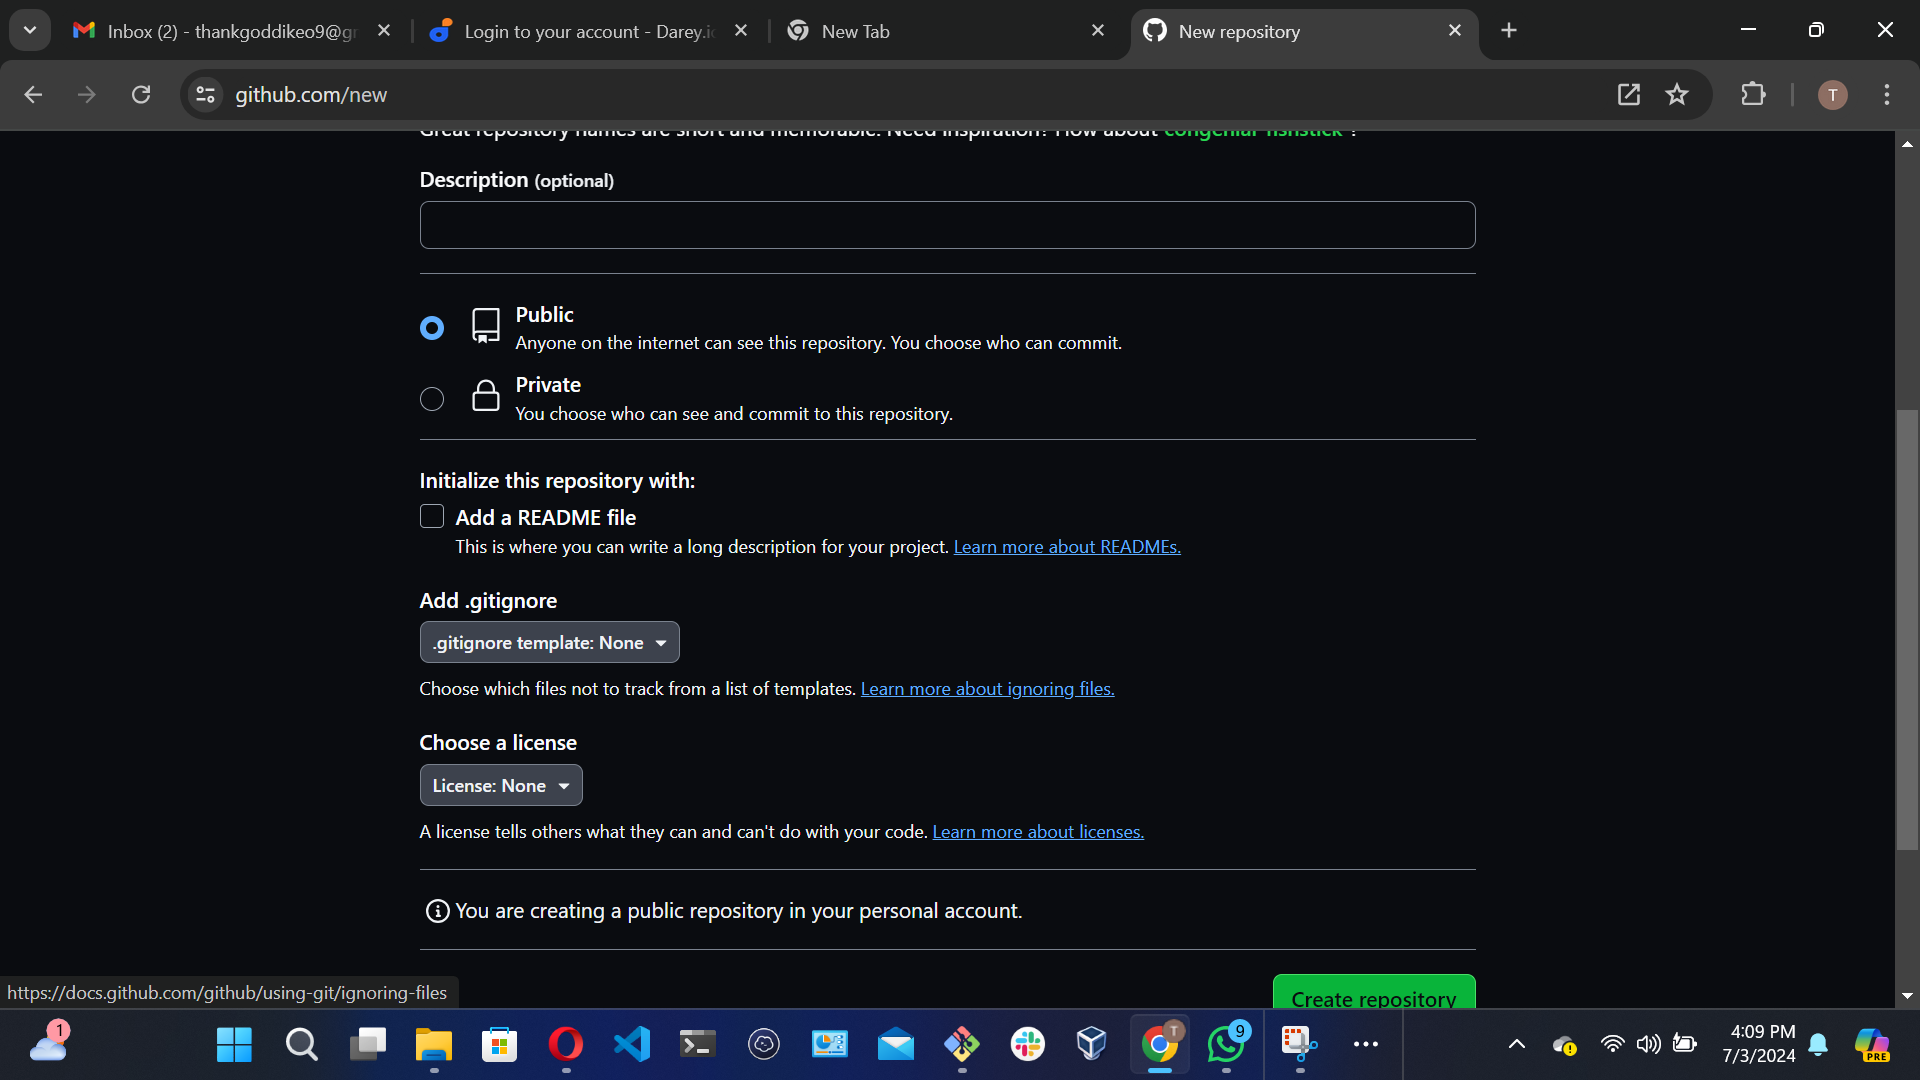 Inbox (2) - thankgoddikeo9@gr
Login to your account - Darey.io
New Tab
New repository
github.com/new
T
Great repository names are short and memorable. Need inspiration? How about congenial-fishstick ?
Description (optional)
Public
Anyone on the internet can see this repository. You choose who can commit.
Private
You choose who can see and commit to this repository.
Initialize this repository with:
Add a README file
This is where you can write a long description for your project. Learn more about READMEs.
Add .gitignore
.gitignore template: None
Choose which files not to track from a list of templates. Learn more about ignoring files.
Choose a license
License: None
A license tells others what they can and can't do with your code. Learn more about licenses.
You are creating a public repository in your personal account.
https://docs.github.com/github/using-git/ignoring-files
Create repository
1
T
9
4:09 PM
7/3/2024
PRE